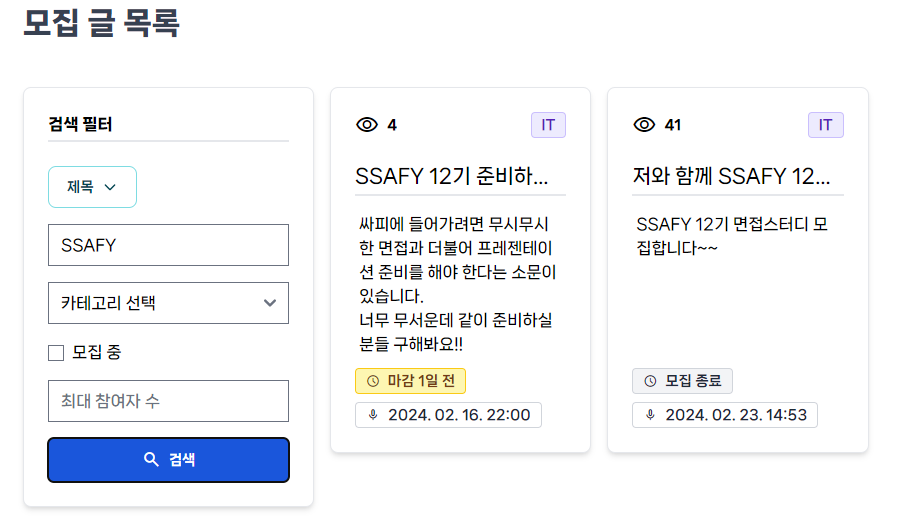 모집 글 목록
검색 필터
제목
SSAFY
카테고리 선택
모집 중
최대 참여자 수
검색
4
IT
SSAFY 12기 준비하...
싸피에 들어가려면 무시무시
한 면접과 더불어 프레젠테이
션 준비를 해야 한다는 소문이
있습니다.
너무 무서운데 같이 준비하실
분들 구해봐요!!
마감 1일 전
2024. 02. 16. 22:00
41
IT
저와 함께 SSAFY 12...
SSAFY 12기 면접스터디 모
집합니다~~
모집 종료
2024. 02. 23. 14:53